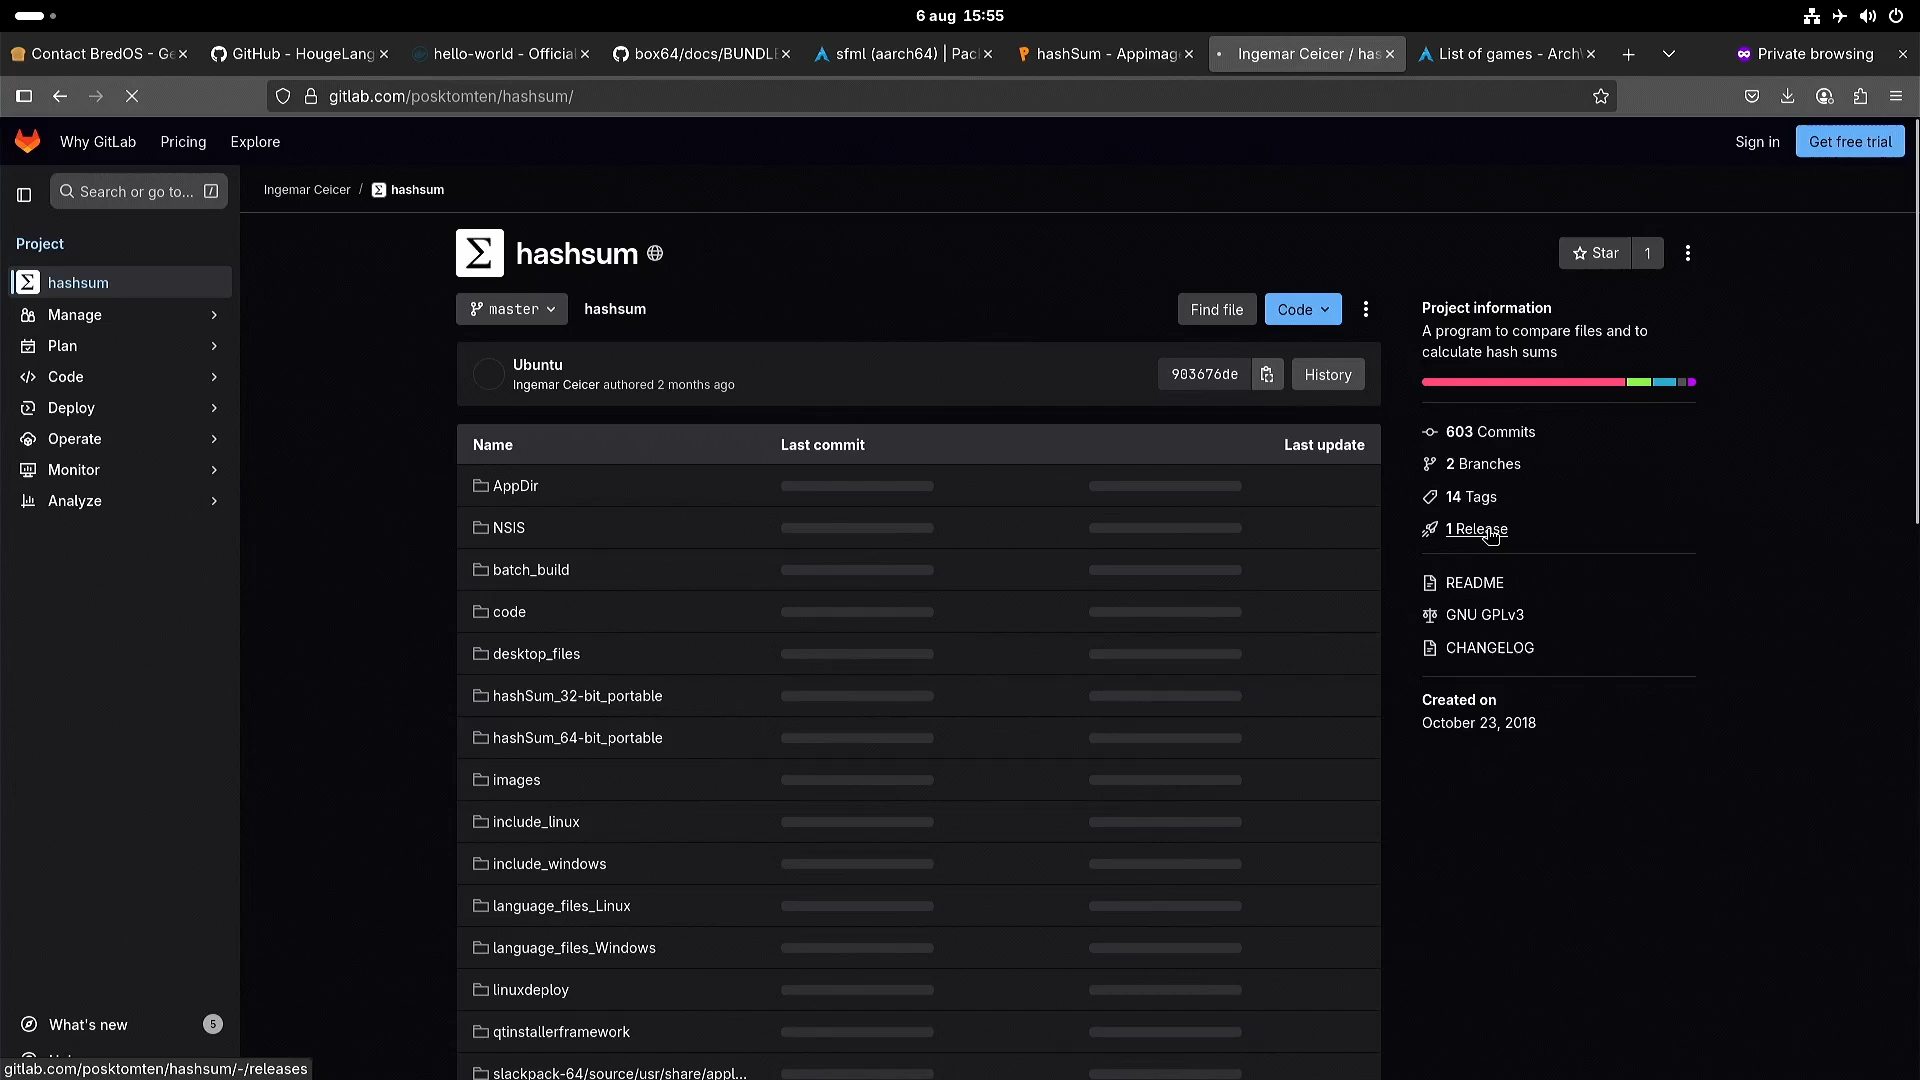 6 aug 15:55
Contact BredOS - Ge
GitHub - HougeLang
hello-world - Official
box64/docs/BUNDLE
sfml (aarch64) | Pac
hashSum - Appimag
Ingemar Ceicer / has
List of games - ArchW
Private browsing
gitlab.com/posktomten/hashsum/
Why GitLab
Pricing
Explore
Sign in
Get free trial
Search or go to... /
Ingemar Ceicer / hashsum
Project
hashsum
Manage
Plan
Code
Deploy
Operate
Monitor
Analyze
What's new 5
hashsum
Star 1
master
hashsum
Find file
Code
Ubuntu
Ingemar Ceicer authored 2 months ago
903676de
History
Name Last commit Last update
AppDir
NSIS
batch_build
code
desktop_files
hashSum_32-bit_portable
hashSum_64-bit_portable
images
include_linux
include_windows
language_files_Linux
language_files_Windows
linuxdeploy
qtinstallerframework
slackpack-64/source/usr/share/appl...
Project information
A program to compare files and to
calculate hash sums
603 Commits
2 Branches
14 Tags
1 Release
README
GNU GPLv3
CHANGELOG
Created on
October 23, 2018
gitlab.com/posktomten/hashsum/-/releases